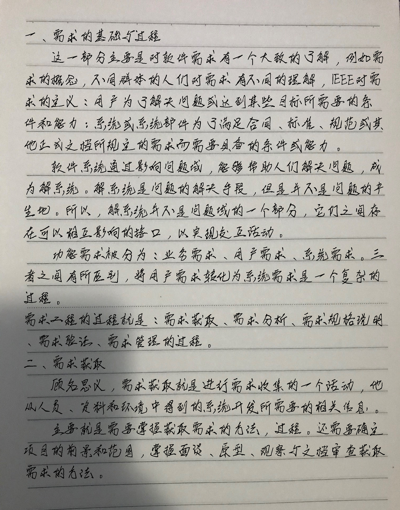 一、需求的基础与过程
这一部分主要是对软件需求有一个大致的了解，例如需
求的概念，不同群体的人们对需求有不同的理解，IEEE对需
求的定义：用户为了解决问题或达到某些目标所需要的条
件和能力；系统或系统部件为了满足合同、标准、规范或其
他正式文档所规定的需求而需要具备的条件或能力。
软件系统通过影响问题域，能够帮助人们解决问题，成
为解系统。解系统是问题的解决手段，但是并不是问题的产
生地。所以，解系统并不是问题域的一个部分，它们之间存
在可以相互影响的接口，以实现交互活动。
功能需求被分为：业务需求、用户需求、系统需求。三
者之间有所区别，将用户需求转化为系统需求是一个复杂的
过程。
需求工程的过程就是：需求获取、需求分析、需求规格说明
、需求验证、需求管理的过程。
二、需求获取
顾名思义，需求获取就是进行需求收集的一个活动，他
从人员、资料和环境中得到的系统开发所需要的相关信息。
主要就是需要掌握获取需求的方法，过程。还需要确立
项目的前景和范围，掌握面谈、原型、观察与文档审查获取
需求的方法。